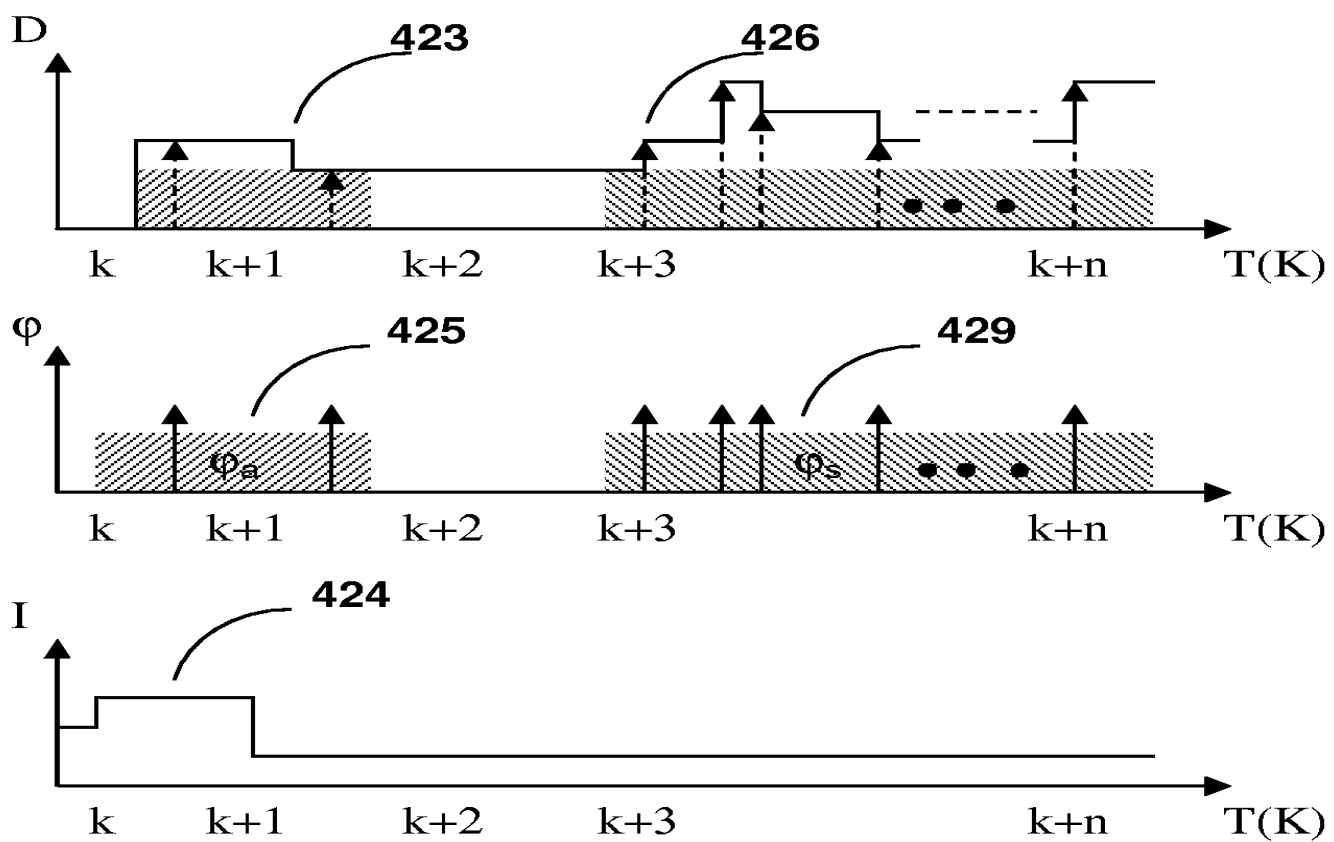 D 423 426
k k+1 k+2 k+3 k+n T(K)
φ 425 429
φa φs
k k+1 k+2 k+3 k+n T(K)
I 424
k k+1 k+2 k+3 k+n T(K)